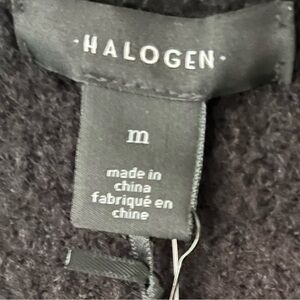 ·HALOGEN·
m
made in
china
fabriqué en
chine